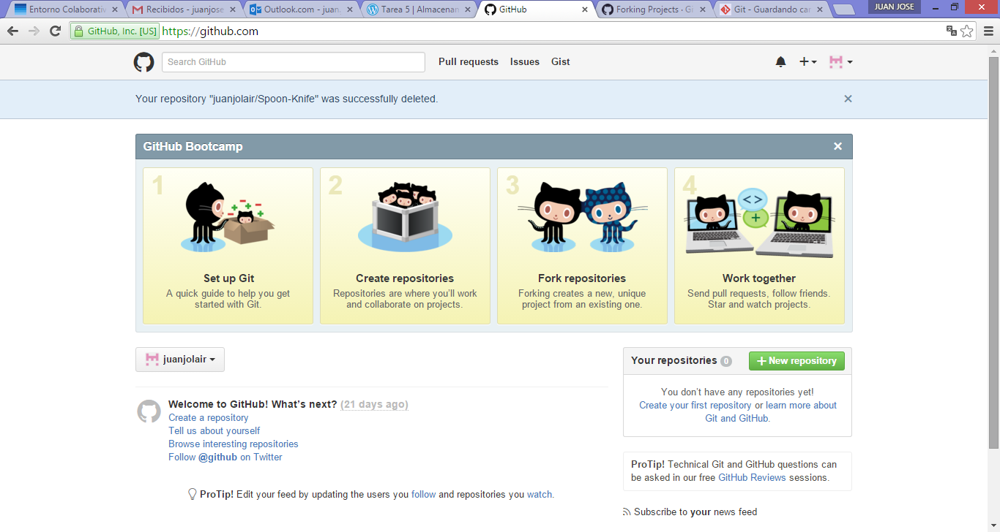 Entorno Colaborativ
Recibidos - juanjose
Outlook.com - juan
Tarea 5 | Almacenan
GitHub
Forking Projects · Gi
Git - Guardando car
JUAN JOSE
GitHub, Inc. [US]
https://github.com
Search GitHub
Pull requests
Issues
Gist
Your repository "juanjolair/Spoon-Knife" was successfully deleted.
GitHub Bootcamp
1
Set up Git
A quick guide to help you get
started with Git.
2
Create repositories
Repositories are where you'll work
and collaborate on projects.
3
Fork repositories
Forking creates a new, unique
project from an existing one.
4
Work together
Send pull requests, follow friends.
Star and watch projects.
juanjolair
Welcome to GitHub! What's next? (21 days ago)
Create a repository
Tell us about yourself
Browse interesting repositories
Follow @github on Twitter
ProTip! Edit your feed by updating the users you follow and repositories you watch.
Your repositories 0
New repository
You don't have any repositories yet!
Create your first repository or learn more about
Git and GitHub.
ProTip! Technical Git and GitHub questions can
be asked in our free GitHub Reviews sessions.
Subscribe to your news feed